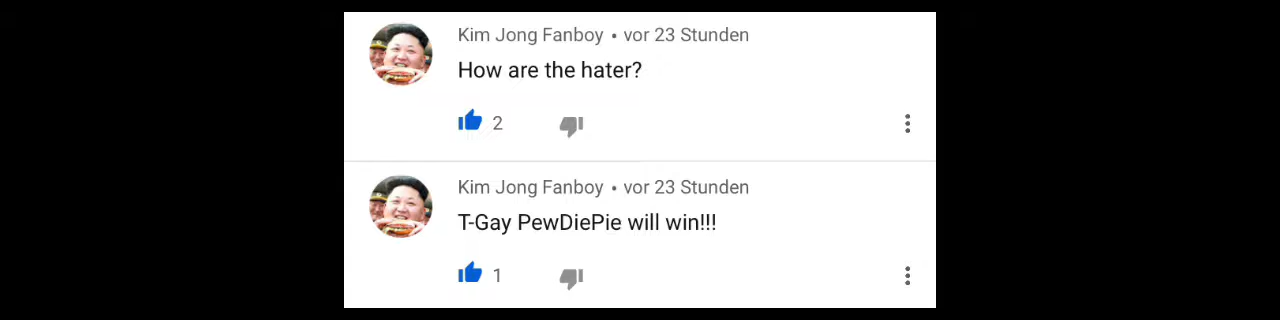 Kim Jong Fanboy • vor 23 Stunden
How are the hater?
2
Kim Jong Fanboy • vor 23 Stunden
T-Gay PewDiePie will win!!!
1